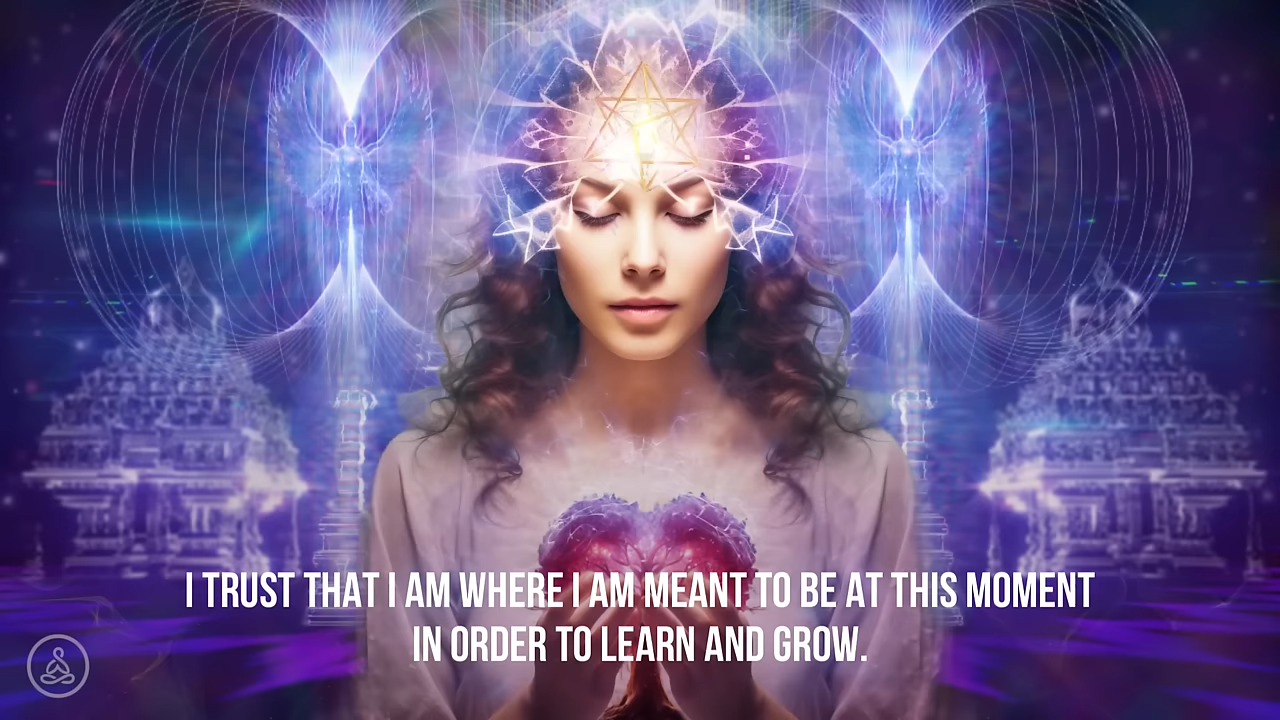 I TRUST THAT I AM WHERE I AM MEANT TO BE AT THIS MOMENT
IN ORDER TO LEARN AND GROW.